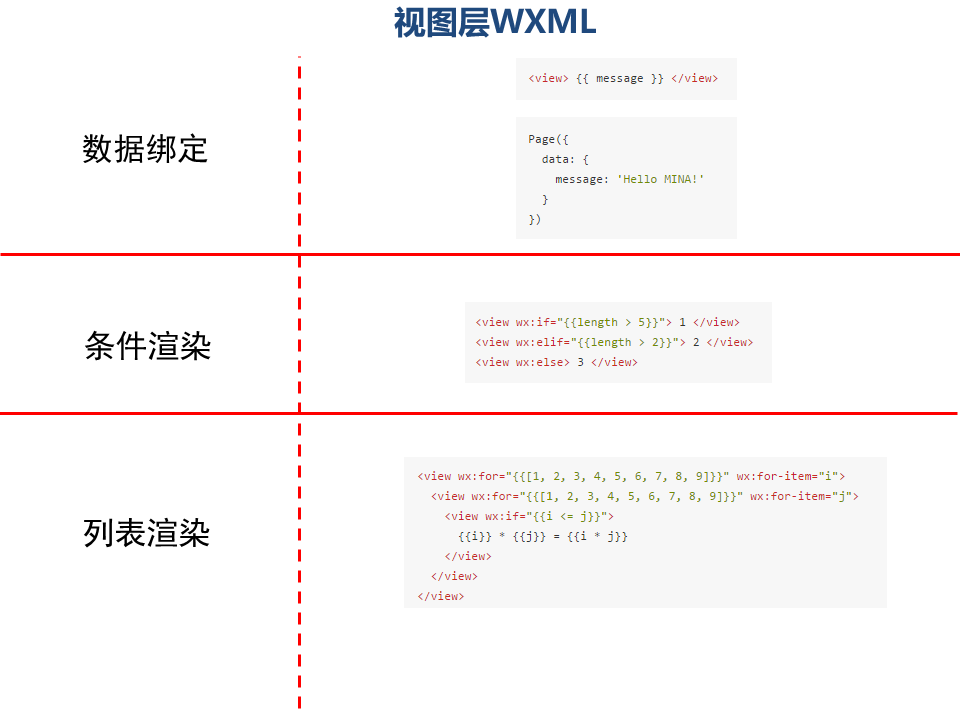 视图层WXML
数据绑定
<view> {{ message }} </view>
Page({
  data: {
    message: 'Hello MINA!'
  }
})
条件渲染
<view wx:if="{{length > 5}}"> 1 </view>
<view wx:elif="{{length > 2}}"> 2 </view>
<view wx:else> 3 </view>
列表渲染
<view wx:for="{{[1, 2, 3, 4, 5, 6, 7, 8, 9]}}" wx:for-item="i">
  <view wx:for="{{[1, 2, 3, 4, 5, 6, 7, 8, 9]}}" wx:for-item="j">
    <view wx:if="{{i <= j}}">
      {{i}} * {{j}} = {{i * j}}
    </view>
  </view>
</view>